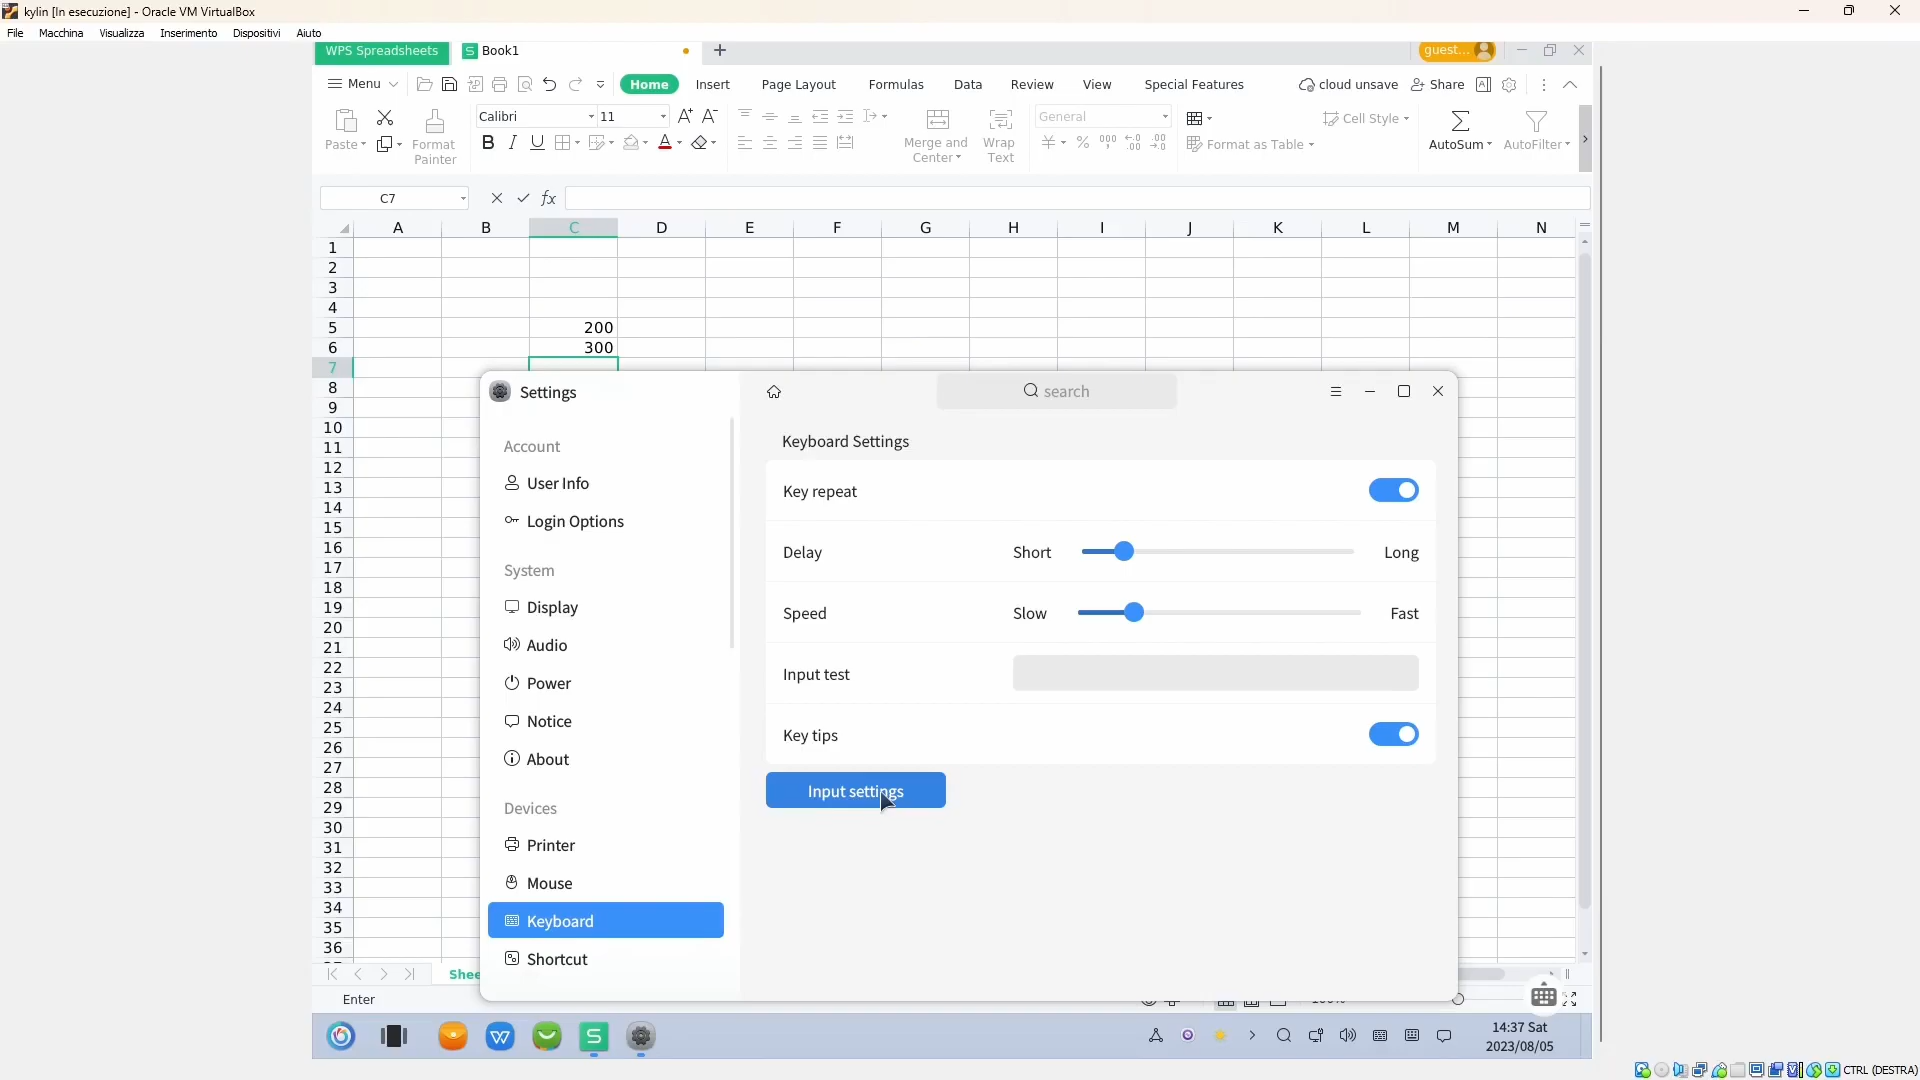 kylin [In esecuzione] - Oracle VM VirtualBox
File Macchina Visualizza Inserimento Dispositivi Aiuto
WPS Spreadsheets Book1 guest...
Menu Home Insert Page Layout Formulas Data Review View Special Features cloud unsave Share
Calibri 11 General Cell Style
Paste Format Painter Merge and Center Wrap Text Format as Table AutoSum AutoFilter
C7 fx
A B C D E F G H I J K L M N
1
2
3
4
5 200
6 300
7
8
9
10
11
12
13
14
15
16
17
18
19
20
21
22
23
24
25
26
27
28
29
30
31
32
33
34
35
36
Settings
search
Account
User Info
Login Options
System
Display
Audio
Power
Notice
About
Devices
Printer
Mouse
Keyboard
Shortcut
Keyboard Settings
Key repeat
Delay Short Long
Speed Slow Fast
Input test
Key tips
Input settings
Shee
Enter
14:37 Sat
2023/08/05
CTRL (DESTRA)